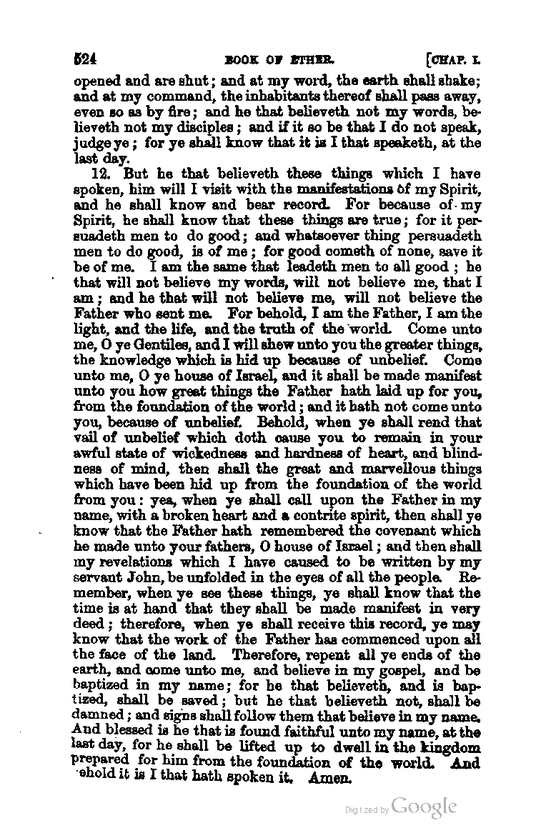 524 BOOK OF ETHER. [CHAP. I.
opened and are shut; and at my word, the earth shall shake;
and at my command, the inhabitants thereof shall pass away,
even so as by fire; and he that believeth not my words, be-
lieveth not my disciples; and if it so be that I do not speak,
judge ye; for ye shall know that it is I that speaketh, at the
last day.
12. But he that believeth these things which I have
spoken, him will I visit with the manifestations of my Spirit,
and he shall know and bear record. For because of my
Spirit, he shall know that these things are true; for it per-
suadeth men to do good; and whatsoever thing persuadeth
men to do good, is of me; for good cometh of none, save it
be of me. I am the same that leadeth men to all good; he
that will not believe my words, will not believe me, that I
am; and he that will not believe me, will not believe the
Father who sent me. For behold, I am the Father, I am the
light, and the life, and the truth of the world. Come unto
me, O ye Gentiles, and I will shew unto you the greater things,
the knowledge which is hid up because of unbelief. Come
unto me, O ye house of Israel, and it shall be made manifest
unto you how great things the Father hath laid up for you,
from the foundation of the world; and it hath not come unto
you, because of unbelief. Behold, when ye shall rend that
vail of unbelief which doth cause you to remain in your
awful state of wickedness and hardness of heart, and blind-
ness of mind, then shall the great and marvellous things
which have been hid up from the foundation of the world
from you: yea, when ye shall call upon the Father in my
name, with a broken heart and a contrite spirit, then shall ye
know that the Father hath remembered the covenant which
he made unto your fathers, O house of Israel; and then shall
my revelations which I have caused to be written by my
servant John, be unfolded in the eyes of all the people. Re-
member, when ye see these things, ye shall know that the
time is at hand that they shall be made manifest in very
deed; therefore, when ye shall receive this record, ye may
know that the work of the Father has commenced upon all
the face of the land. Therefore, repent all ye ends of the
earth, and come unto me, and believe in my gospel, and be
baptized in my name; for he that believeth, and is bap-
tized, shall be saved; but he that believeth not, shall be
damned; and signs shall follow them that believe in my name.
And blessed is he that is found faithful unto my name, at the
last day, for he shall be lifted up to dwell in the kingdom
prepared for him from the foundation of the world. And
ehold it is I that hath spoken it. Amen.
Digitized by Google